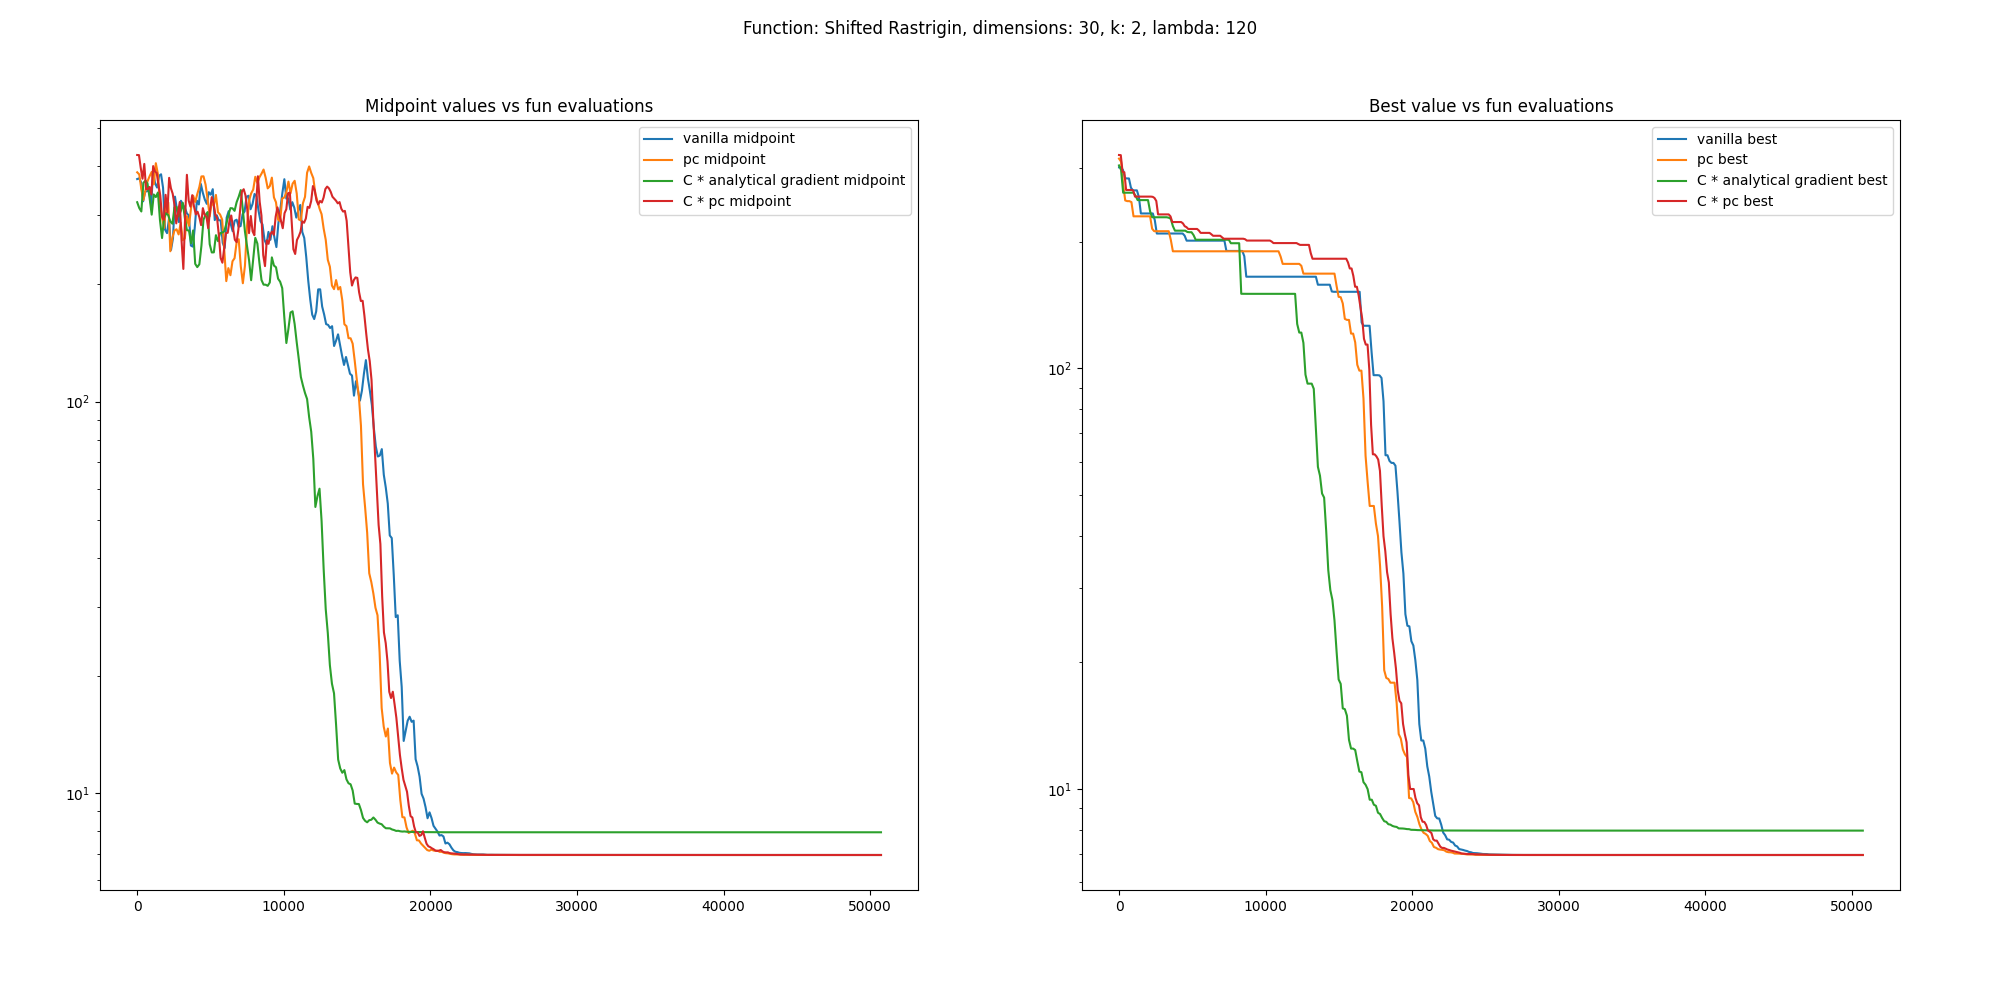 Function: Shifted Rastrigin, dimensions: 30, k: 2, lambda: 120
Midpoint values vs fun evaluations
vanilla midpoint
pc midpoint
C * analytical gradient midpoint
C * pc midpoint
10²
10¹
0 10000 20000 30000 40000 50000
Best value vs fun evaluations
vanilla best
pc best
C * analytical gradient best
C * pc best
10²
10¹
0 10000 20000 30000 40000 50000